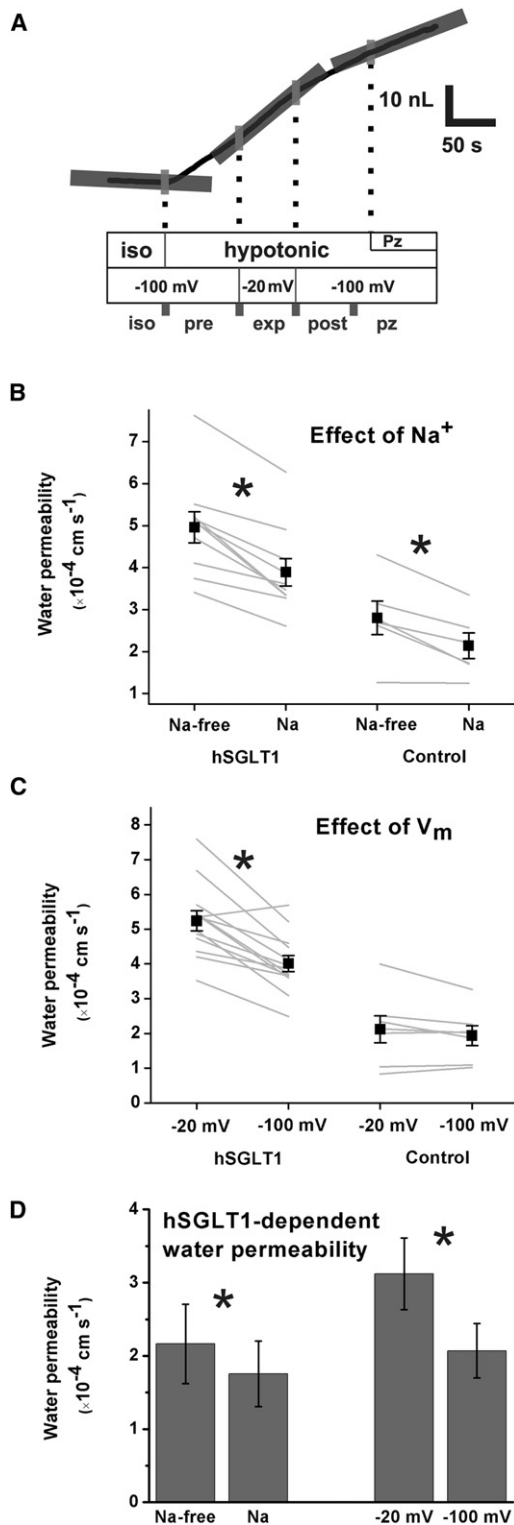 A
10 nL
50 s
iso
hypotonic
Pz
-100 mV
-20 mV
-100 mV
iso
pre
exp
post
pz
B
Effect of Na+
Water permeability
(×10-4 cm s-1)
7
6
5
4
3
2
1
*
*
Na-free
Na
Na-free
Na
hSGLT1
Control
C
Effect of Vm
Water permeability
(×10-4 cm s-1)
8
7
6
5
4
3
2
1
0
*
-20 mV
-100 mV
-20 mV
-100 mV
hSGLT1
Control
D
hSGLT1-dependent
water permeability
Water permeability
(×10-4 cm s-1)
4
3
2
1
0
*
*
Na-free
Na
-20 mV
-100 mV